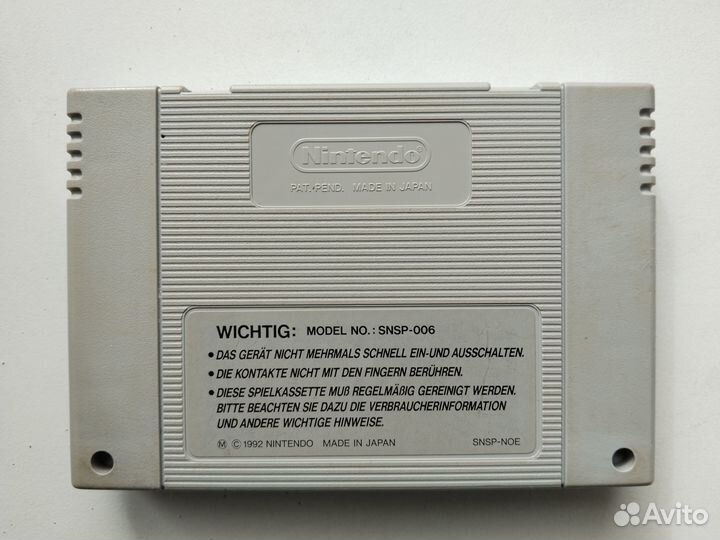 Nintendo®
PAT. PEND. MADE IN JAPAN
WICHTIG: MODEL NO.: SNSP-006
• DAS GERÄT NICHT MEHRMALS SCHNELL EIN-UND AUSSCHALTEN.
• DIE KONTAKTE NICHT MIT DEN FINGERN BERÜHREN.
• DIESE SPIELKASSETTE MUß REGELMÄßIG GEREINIGT WERDEN.
BITTE BEACHTEN SIE DAZU DIE VERBRAUCHERINFORMATION
UND ANDERE WICHTIGE HINWEISE.
Ⓜ © 1992 NINTENDO MADE IN JAPAN SNSP-NOE
Avito